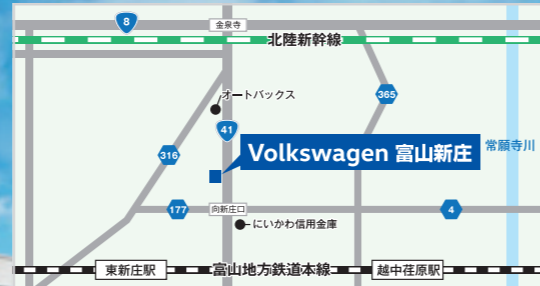 8
金泉寺
北陸新幹線
オートバックス
365
41
Volkswagen 富山新庄
常願寺川
316
177
向新庄口
4
にいかわ信用金庫
東新庄駅
富山地方鉄道本線
越中荏原駅